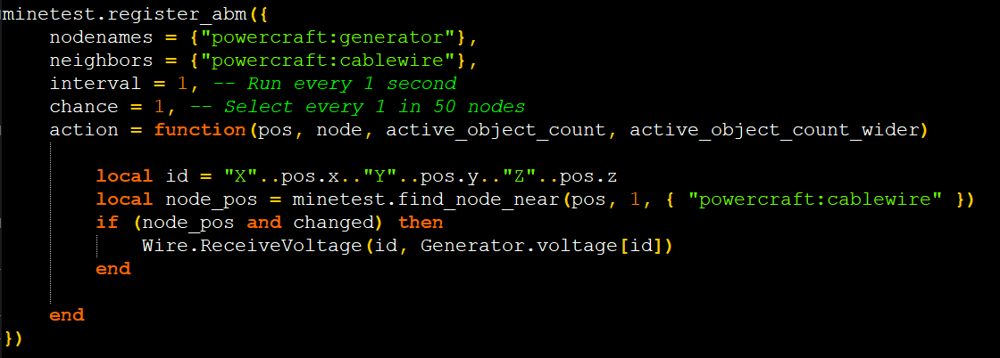 minetest.register_abm({
    nodenames = {"powercraft:generator"},
    neighbors = {"powercraft:cablewire"},
    interval = 1, -- Run every 1 second
    chance = 1, -- Select every 1 in 50 nodes
    action = function(pos, node, active_object_count, active_object_count_wider)
        local id = "X"..pos.x.."Y"..pos.y.."Z"..pos.z
        local node_pos = minetest.find_node_near(pos, 1, { "powercraft:cablewire" })
        if (node_pos and changed) then
            Wire.ReceiveVoltage(id, Generator.voltage[id])
        end
    end
})